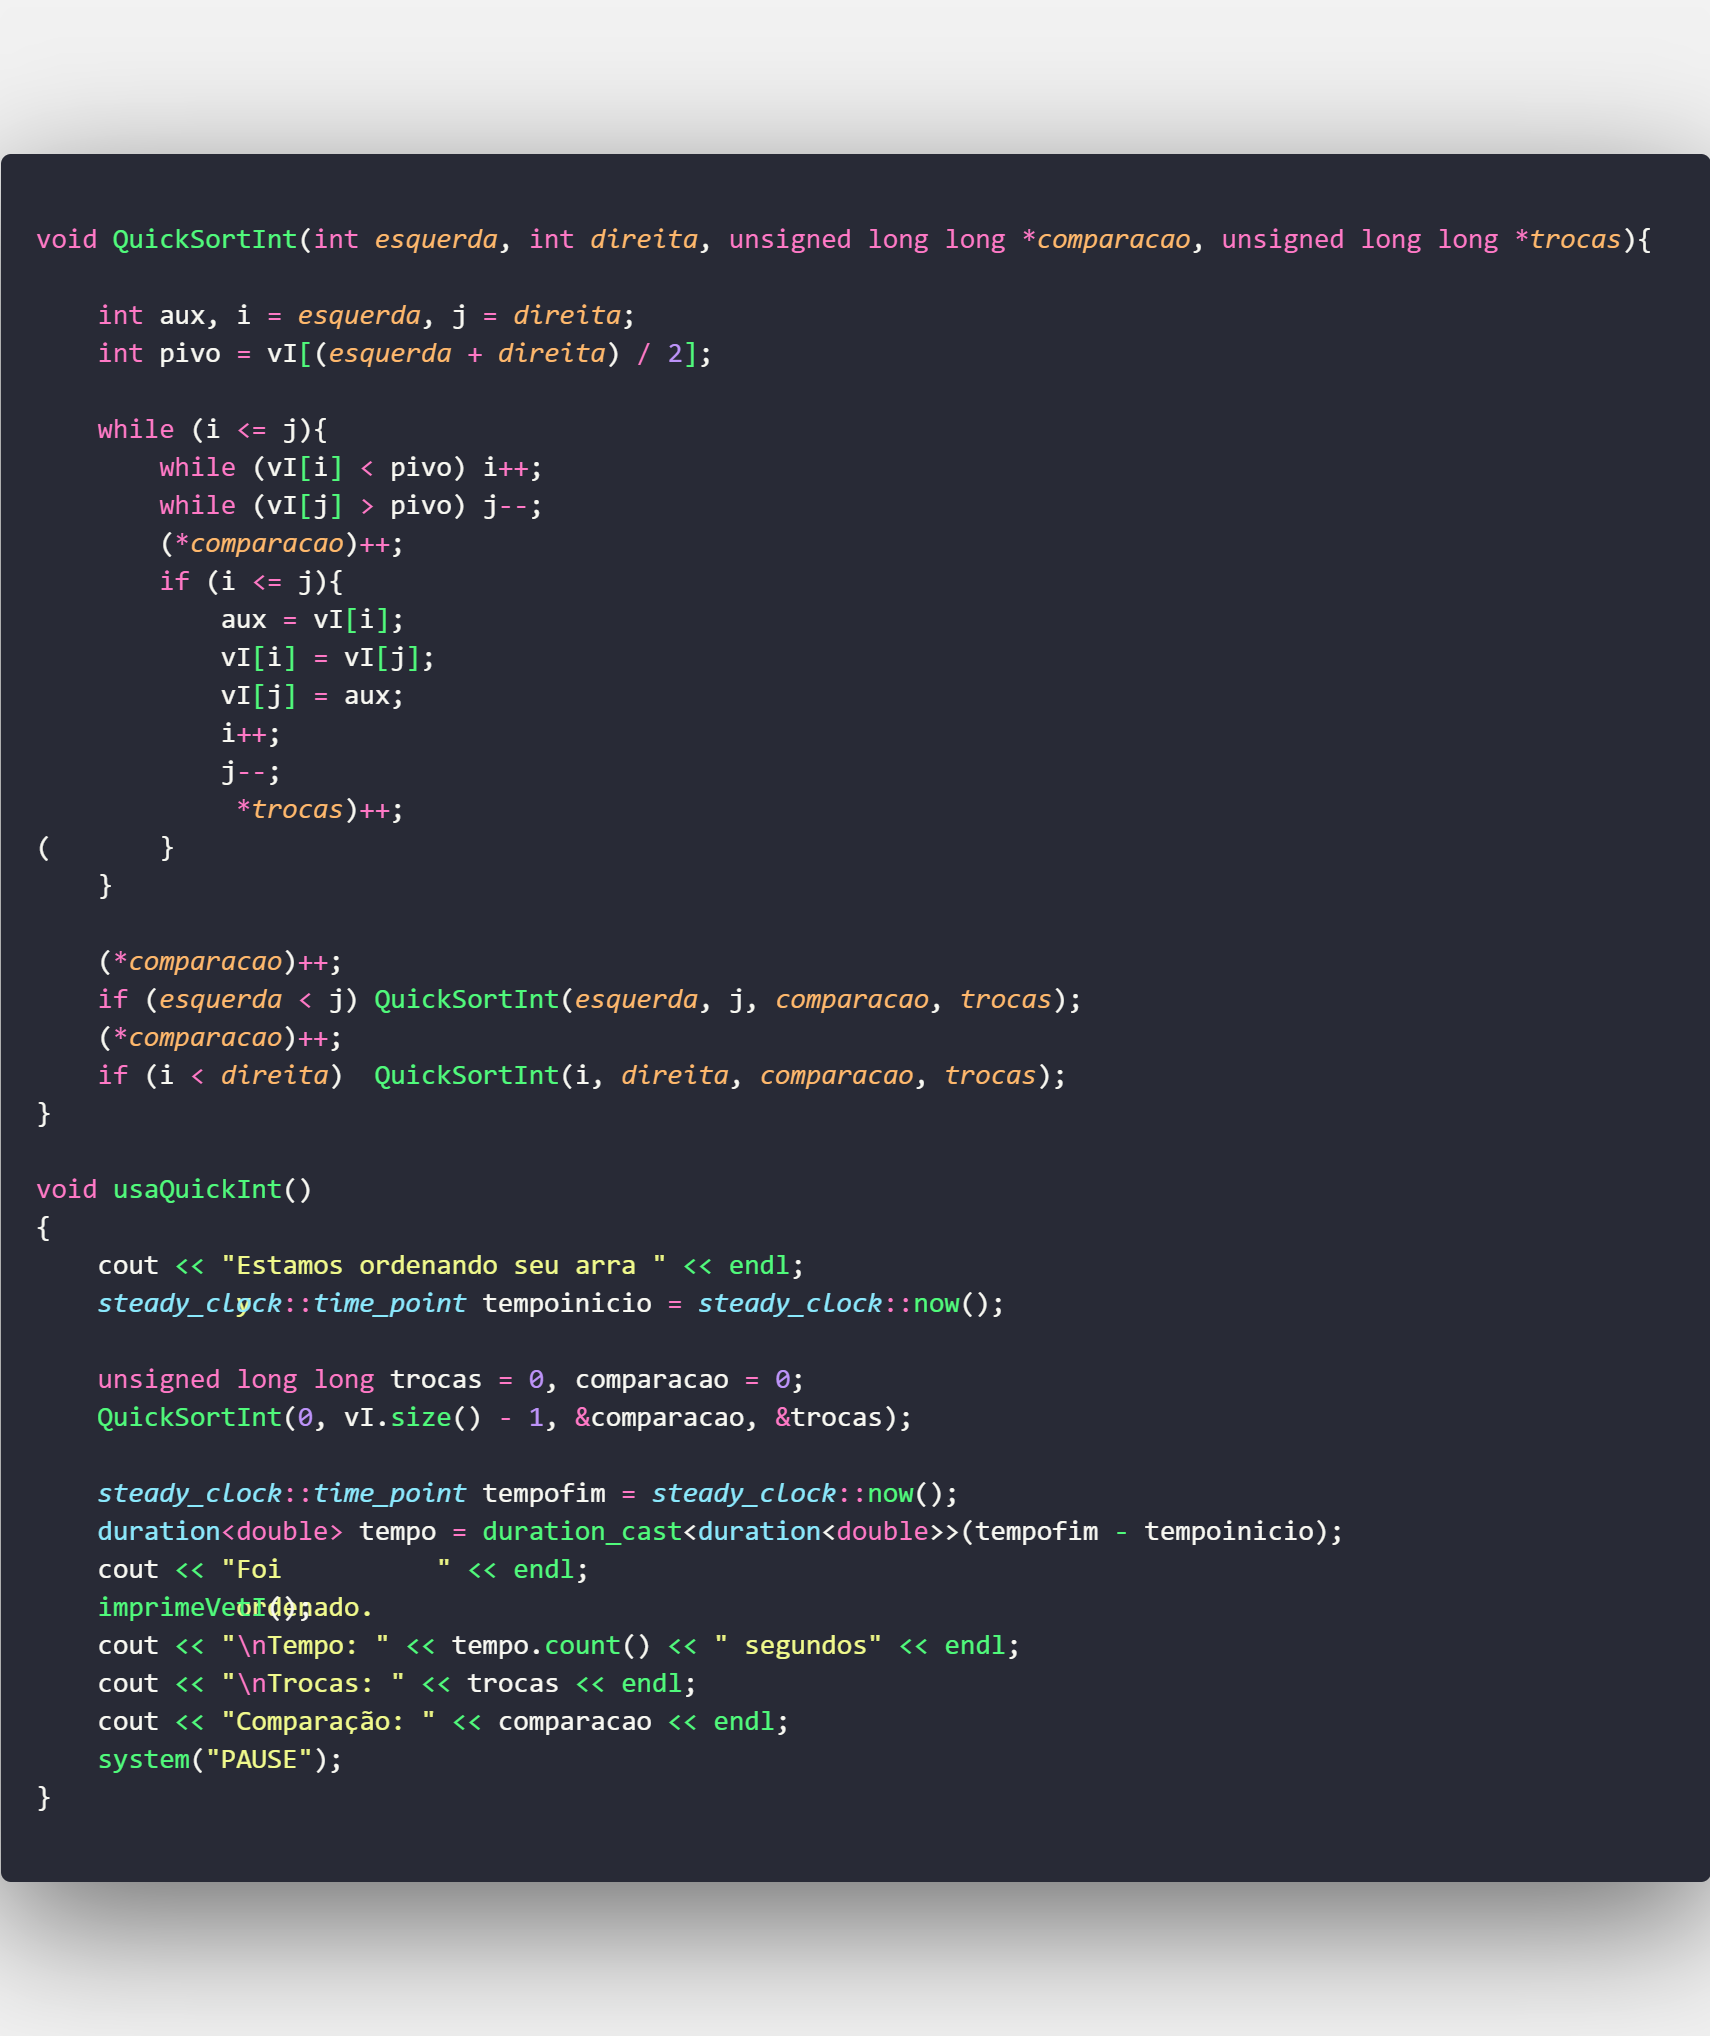 void QuickSortInt(int esquerda, int direita, unsigned long long *comparacao, unsigned long long *trocas){
    int aux, i = esquerda, j = direita;
    int pivo = vI[(esquerda + direita) / 2];
    while (i <= j){
        while (vI[i] < pivo) i++;
        while (vI[j] > pivo) j--;
        (*comparacao)++;
        if (i <= j){
            aux = vI[i];
            vI[i] = vI[j];
            vI[j] = aux;
            i++;
            j--;
             *trocas)++;
(       }
    }
    (*comparacao)++;
    if (esquerda < j) QuickSortInt(esquerda, j, comparacao, trocas);
    (*comparacao)++;
    if (i < direita)  QuickSortInt(i, direita, comparacao, trocas);
}
void usaQuickInt()
{
    cout << "Estamos ordenando seu arra " << endl;
y
    steady_clock::time_point tempoinicio = steady_clock::now();
    unsigned long long trocas = 0, comparacao = 0;
    QuickSortInt(0, vI.size() - 1, &comparacao, &trocas);
    steady_clock::time_point tempofim = steady_clock::now();
    duration<double> tempo = duration_cast<duration<double>>(tempofim - tempoinicio);
    cout << "Foi          " << endl;
ordenado.
    imprimeVetI();
    cout << "\nTempo: " << tempo.count() << " segundos" << endl;
    cout << "\nTrocas: " << trocas << endl;
    cout << "Comparação: " << comparacao << endl;
    system("PAUSE");
}